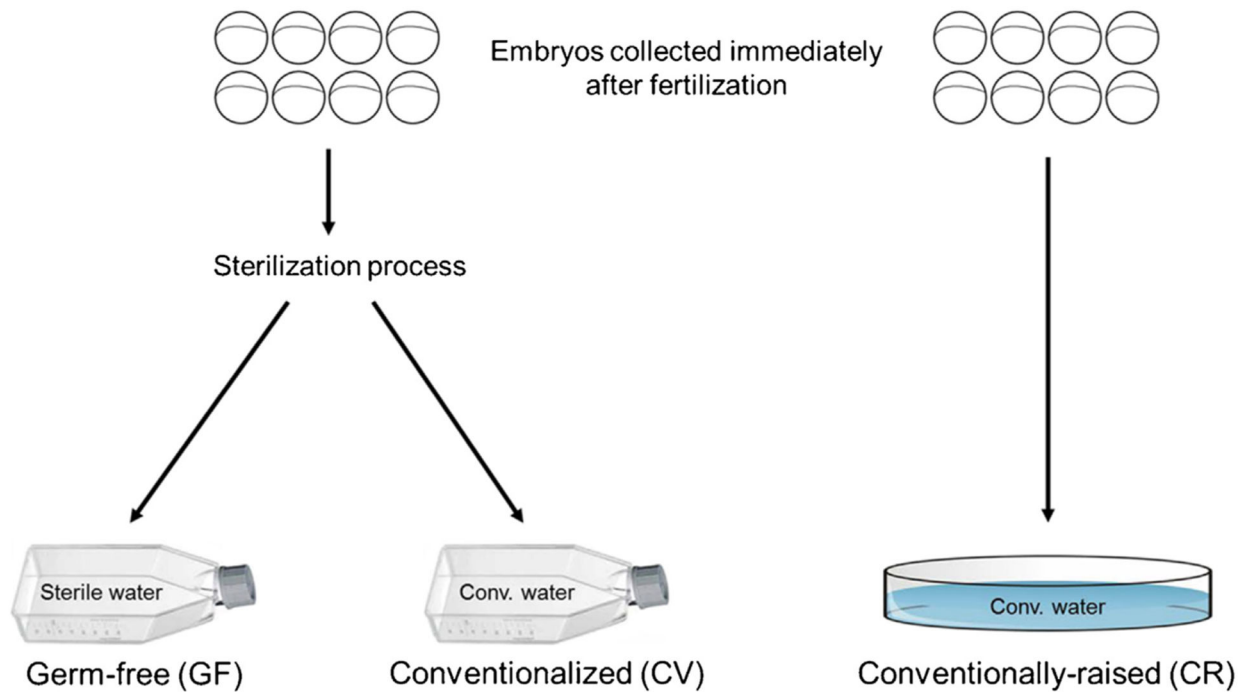 Embryos collected immediately
after fertilization
Sterilization process
Sterile water
Conv. water
Conv. water
Germ-free (GF)
Conventionalized (CV)
Conventionally-raised (CR)